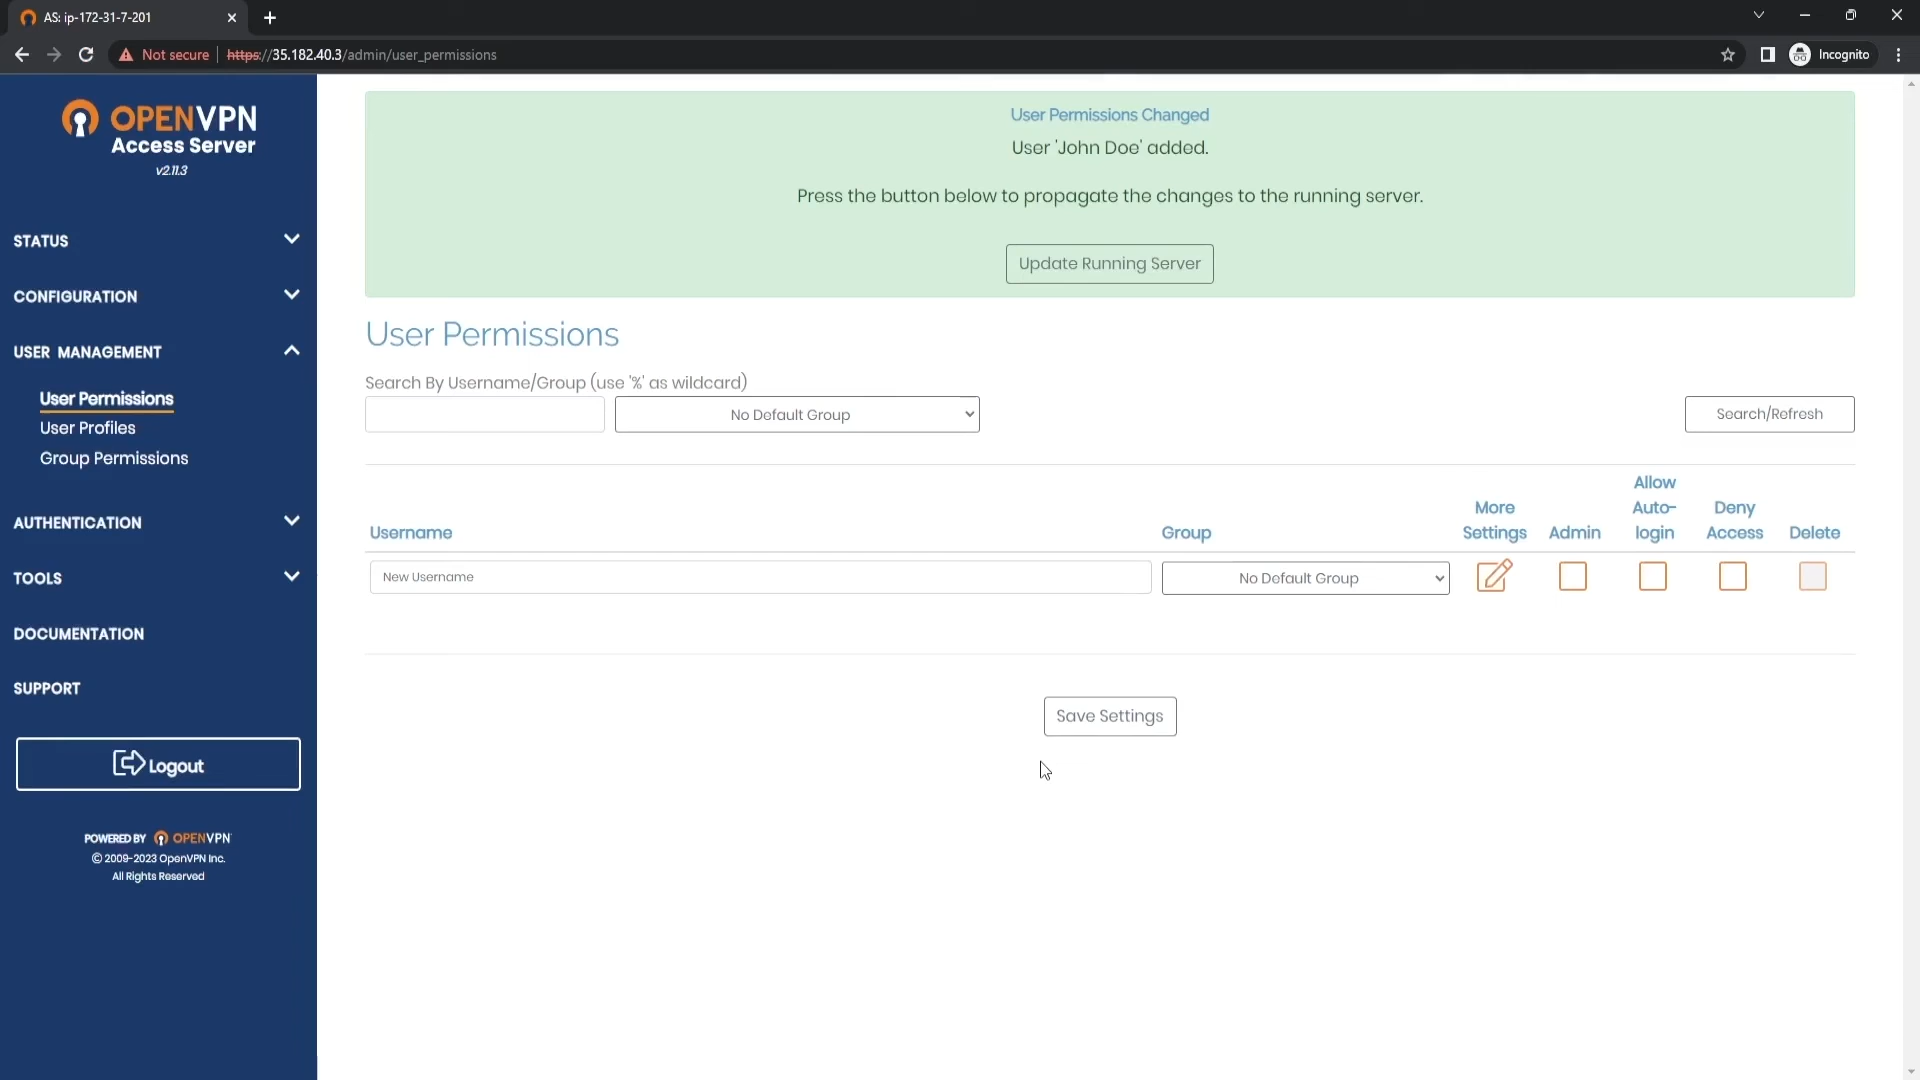 AS: ip-172-31-7-201
Not secure
https://35.182.40.3/admin/user_permissions
Incognito
OPENVPN
Access Server
v2.11.3
STATUS
CONFIGURATION
USER MANAGEMENT
User Permissions
User Profiles
Group Permissions
AUTHENTICATION
TOOLS
DOCUMENTATION
SUPPORT
Logout
POWERED BY OPENVPN
© 2009-2023 OpenVPN Inc.
All Rights Reserved
User Permissions Changed
User 'John Doe' added.
Press the button below to propagate the changes to the running server.
Update Running Server
User Permissions
Search By Username/Group (use '%' as wildcard)
No Default Group
Search/Refresh
Username
Group
More
Settings
Admin
Allow
Auto-
login
Deny
Access
Delete
New Username
No Default Group
Save Settings